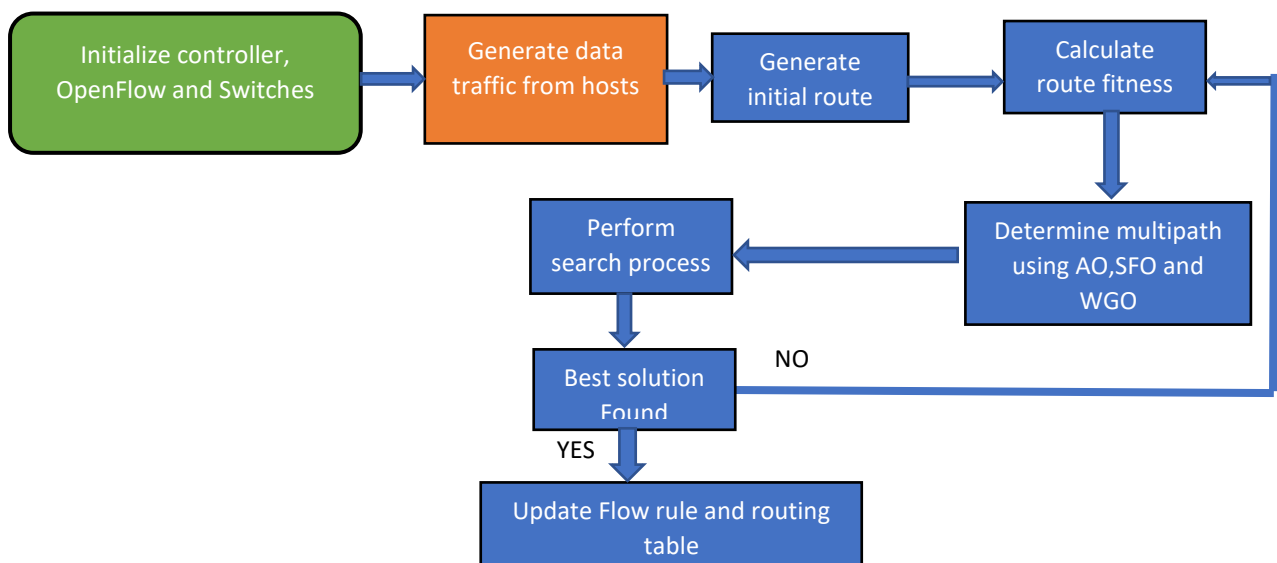 Initialize controller,
OpenFlow and Switches
Generate data
traffic from hosts
Generate
initial route
Calculate
route fitness
Determine multipath
using AO,SFO and
WGO
Perform
search process
Best solution
Found
NO
YES
Update Flow rule and routing
table